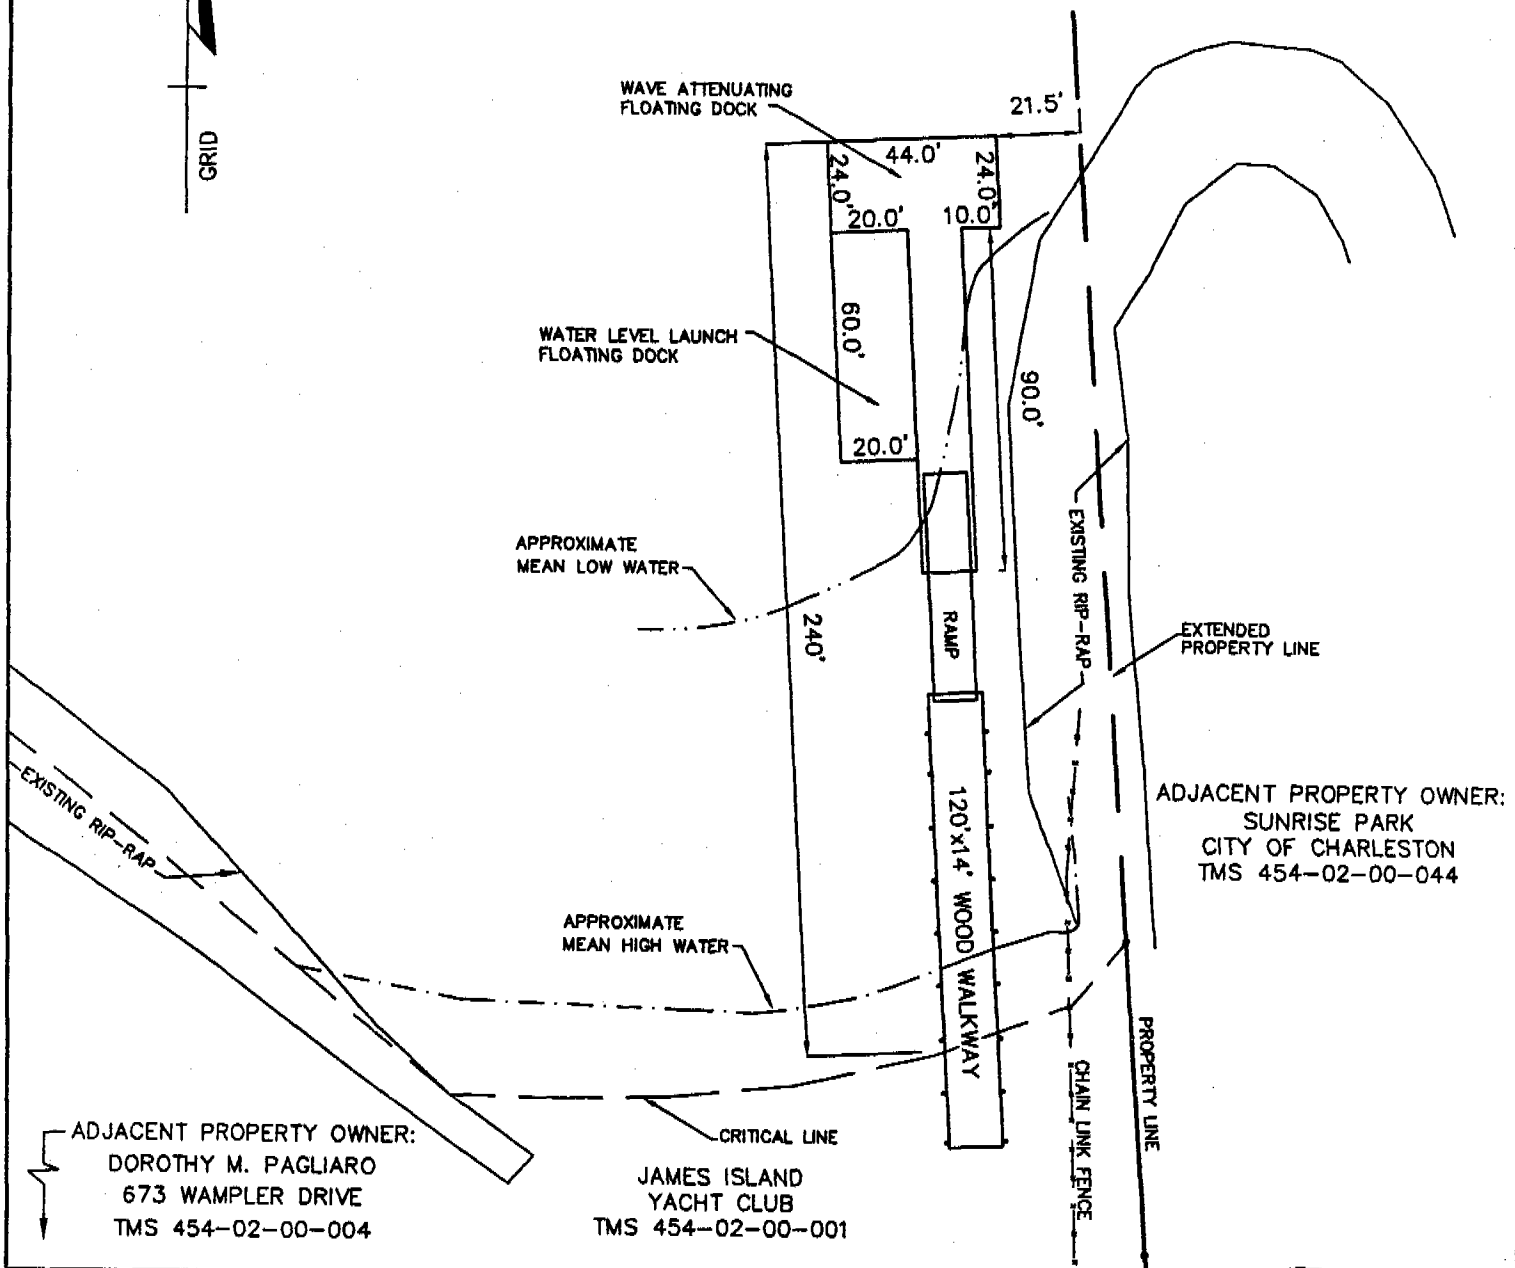 GRID
WAVE ATTENUATING
FLOATING DOCK
21.5'
44.0'
24.0'
24.0'
20.0'
10.0'
WATER LEVEL LAUNCH
FLOATING DOCK
60.0'
90.0'
20.0'
APPROXIMATE
MEAN LOW WATER
EXISTING RIP-RAP
240'
RAMP
EXTENDED
PROPERTY LINE
EXISTING RIP-RAP
120'x14' WOOD WALKWAY
ADJACENT PROPERTY OWNER:
SUNRISE PARK
CITY OF CHARLESTON
TMS 454-02-00-044
APPROXIMATE
MEAN HIGH WATER
PROPERTY LINE
CHAIN LINK FENCE
CRITICAL LINE
ADJACENT PROPERTY OWNER:
DOROTHY M. PAGLIARO
673 WAMPLER DRIVE
TMS 454-02-00-004
JAMES ISLAND
YACHT CLUB
TMS 454-02-00-001